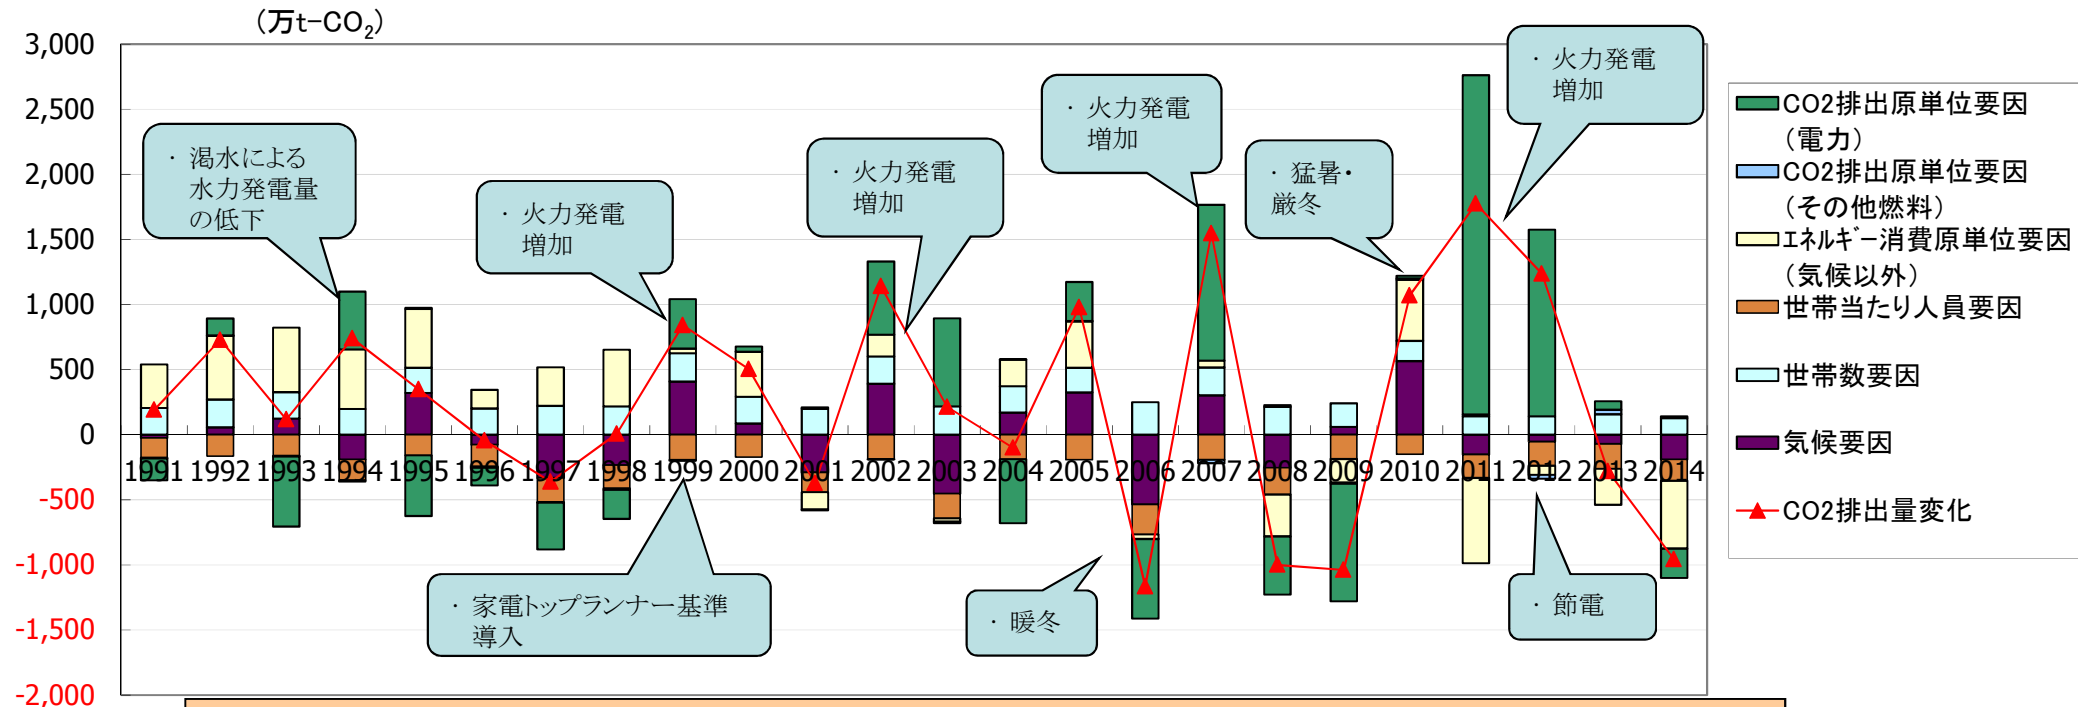 （万t-CO2）
3,000
2,500
2,000
1,500
1,000
500
0
-500
-1,000
-1,500
-2,000
1991
1992
1993
1994
1995
1996
1997
1998
1999
2000
2001
2002
2003
2004
2005
2006
2007
2008
2009
2010
2011
2012
2013
2014
・ 渇水による
水力発電量
の低下
・ 火力発電
増加
・ 火力発電
増加
・ 火力発電
増加
・ 猛暑・
厳冬
・ 火力発電
増加
・ 家電トップランナー基準
導入
・ 暖冬
・ 節電
CO2排出原単位要因
（電力）
CO2排出原単位要因
（その他燃料）
ｴﾈﾙｷﾞｰ消費原単位要因
（気候以外）
世帯当たり人員要因
世帯数要因
気候要因
CO2排出量変化